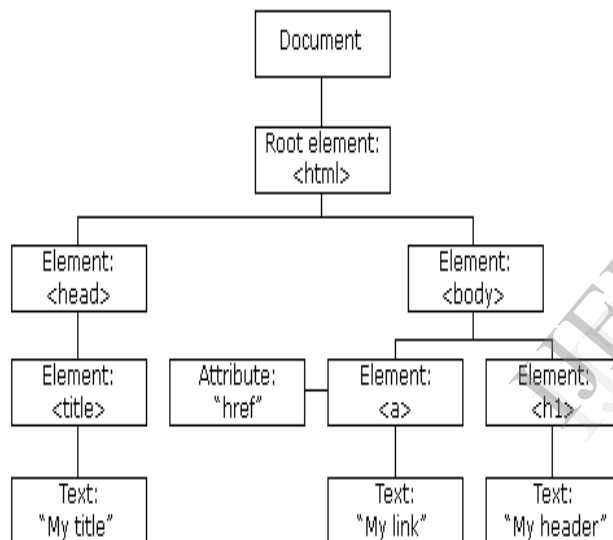 Document
Root element:
<html>
Element:
<head>
Element:
<body>
Element:
<title>
Attribute:
"href"
Element:
<a>
Element:
<h1>
Text:
"My title"
Text:
"My link"
Text:
"My header"